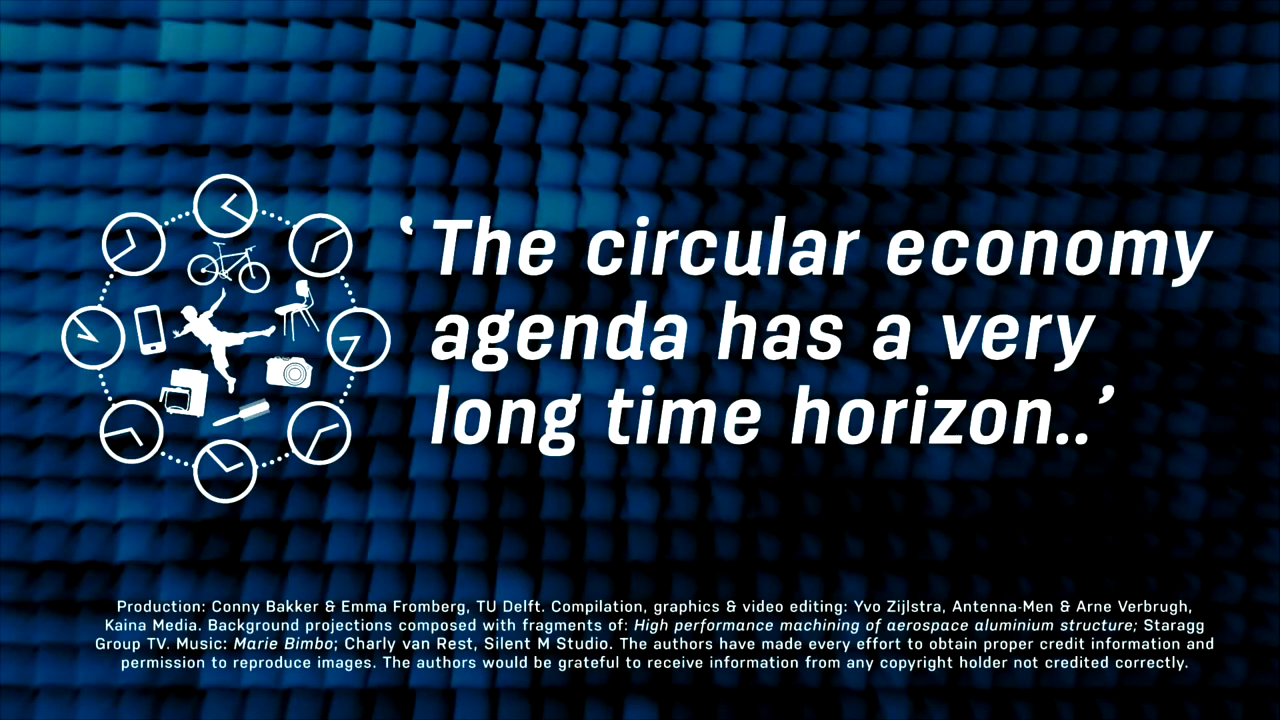 ‘ The circular economy
agenda has a very
long time horizon.. ’
Production: Conny Bakker & Emma Fromberg, TU Delft. Compilation, graphics & video editing: Yvo Zijlstra, Antenna-Men & Arne Verbrugh,
Kaina Media. Background projections composed with fragments of: High performance machining of aerospace aluminium structure; Staragg
Group TV. Music: Marie Bimbo; Charly van Rest, Silent M Studio. The authors have made every effort to obtain proper credit information and
permission to reproduce images. The authors would be grateful to receive information from any copyright holder not credited correctly.